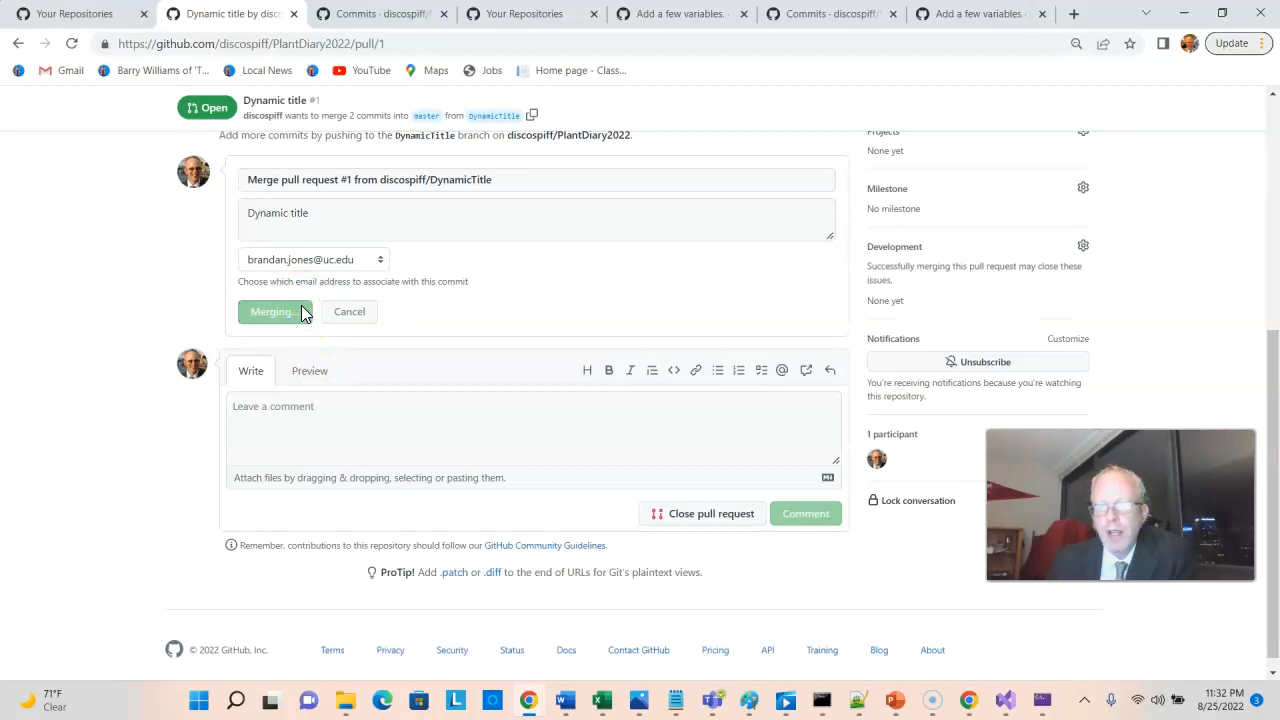 Your Repositories
Dynamic title by disco
Commits · discospiff/
Your Repositories
Add a few variables.
Commits · discospiff/
Add a few variables
https://github.com/discospiff/PlantDiary2022/pull/1
Update
Gmail
Barry Williams of 'T...
Local News
YouTube
Maps
Jobs
Home page - Class...
Open
Dynamic title #1
discospiff wants to merge 2 commits into master from DynamicTitle
Add more commits by pushing to the DynamicTitle branch on discospiff/PlantDiary2022.
Projects
None yet
Merge pull request #1 from discospiff/DynamicTitle
Milestone
No milestone
Dynamic title
Development
Successfully merging this pull request may close these
issues.
None yet
brandan.jones@uc.edu
Choose which email address to associate with this commit
Merging...
Cancel
Notifications
Customize
Unsubscribe
You're receiving notifications because you're watching
this repository.
Write
Preview
H B I
Leave a comment
Attach files by dragging & dropping, selecting or pasting them.
1 participant
Lock conversation
Close pull request
Comment
Remember, contributions to this repository should follow our GitHub Community Guidelines.
ProTip! Add .patch or .diff to the end of URLs for Git's plaintext views.
© 2022 GitHub, Inc.
Terms
Privacy
Security
Status
Docs
Contact GitHub
Pricing
API
Training
Blog
About
71°F
Clear
11:32 PM
8/25/2022
3